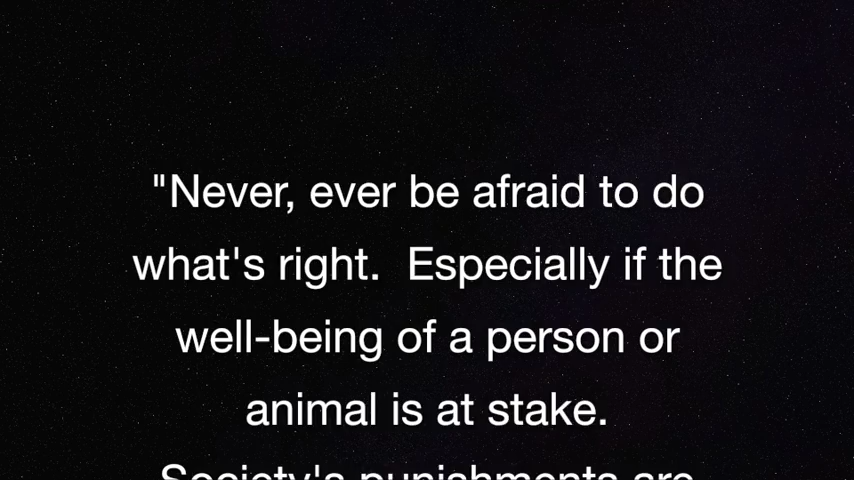 "Never, ever be afraid to do
what's right.  Especially if the
well-being of a person or
animal is at stake.
Society's punishments are